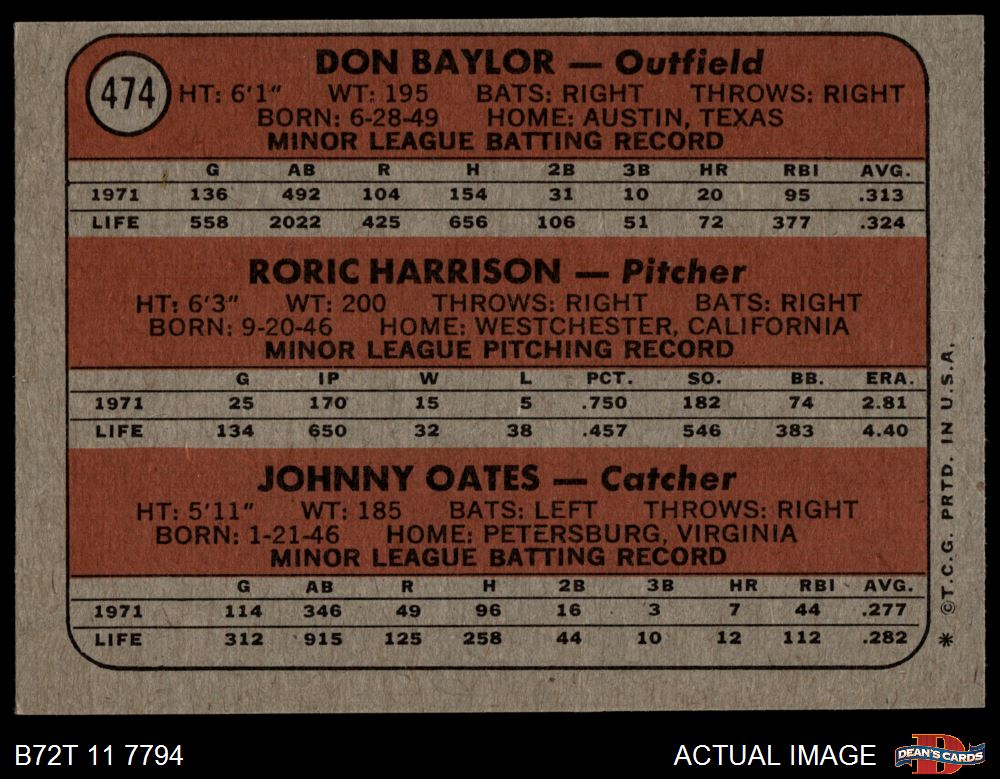 474
DON BAYLOR — Outfield
HT: 6'1" WT: 195 BATS: RIGHT THROWS: RIGHT
BORN: 6-28-49 HOME: AUSTIN, TEXAS
MINOR LEAGUE BATTING RECORD
G AB R H 2B 3B HR RBI AVG.
1971 136 492 104 154 31 10 20 95 .313
LIFE 558 2022 425 656 106 51 72 377 .324
RORIC HARRISON — Pitcher
HT: 6'3" WT: 200 THROWS: RIGHT BATS: RIGHT
BORN: 9-20-46 HOME: WESTCHESTER, CALIFORNIA
MINOR LEAGUE PITCHING RECORD
G IP W L PCT. SO. BB. ERA.
1971 25 170 15 5 .750 182 74 2.81
LIFE 134 650 32 38 .457 546 383 4.40
JOHNNY OATES — Catcher
HT: 5'11" WT: 185 BATS: LEFT THROWS: RIGHT
BORN: 1-21-46 HOME: PETERSBURG, VIRGINIA
MINOR LEAGUE BATTING RECORD
G AB R H 2B 3B HR RBI AVG.
1971 114 346 49 96 16 3 7 44 .277
LIFE 312 915 125 258 44 10 12 112 .282
* ©T.C.G. PRTD. IN U.S.A.
B72T 11 7794
ACTUAL IMAGE
D
DEAN'S CARDS